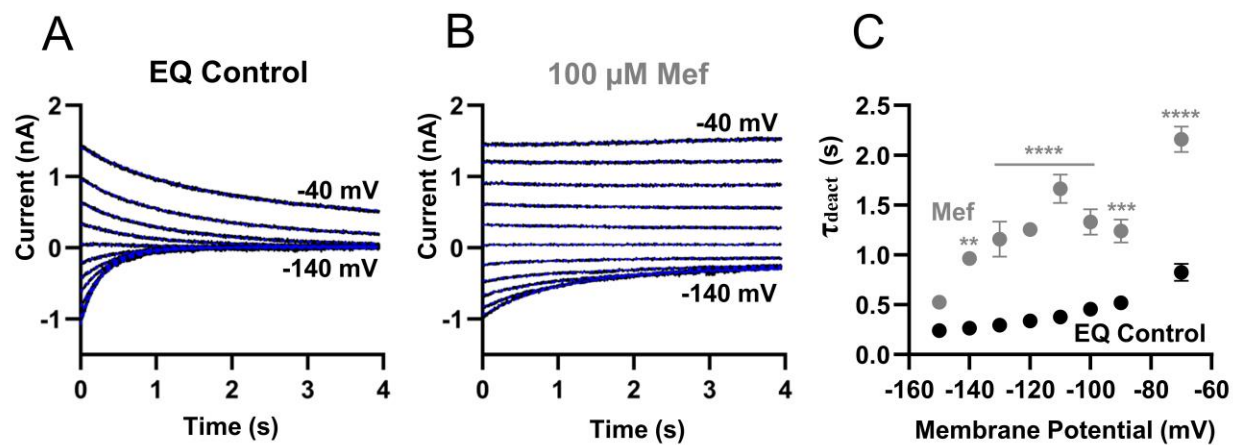 A
EQ Control
Current (nA)
2
1
0
-1
-40 mV
-140 mV
0 1 2 3 4
Time (s)
B
100 µM Mef
Current (nA)
2
1
0
-1
-40 mV
-140 mV
0 1 2 3 4
Time (s)
C
τdeact (s)
2.5
2.0
1.5
1.0
0.5
0.0
****
****
***
Mef
**
EQ Control
-160 -140 -120 -100 -80 -60
Membrane Potential (mV)